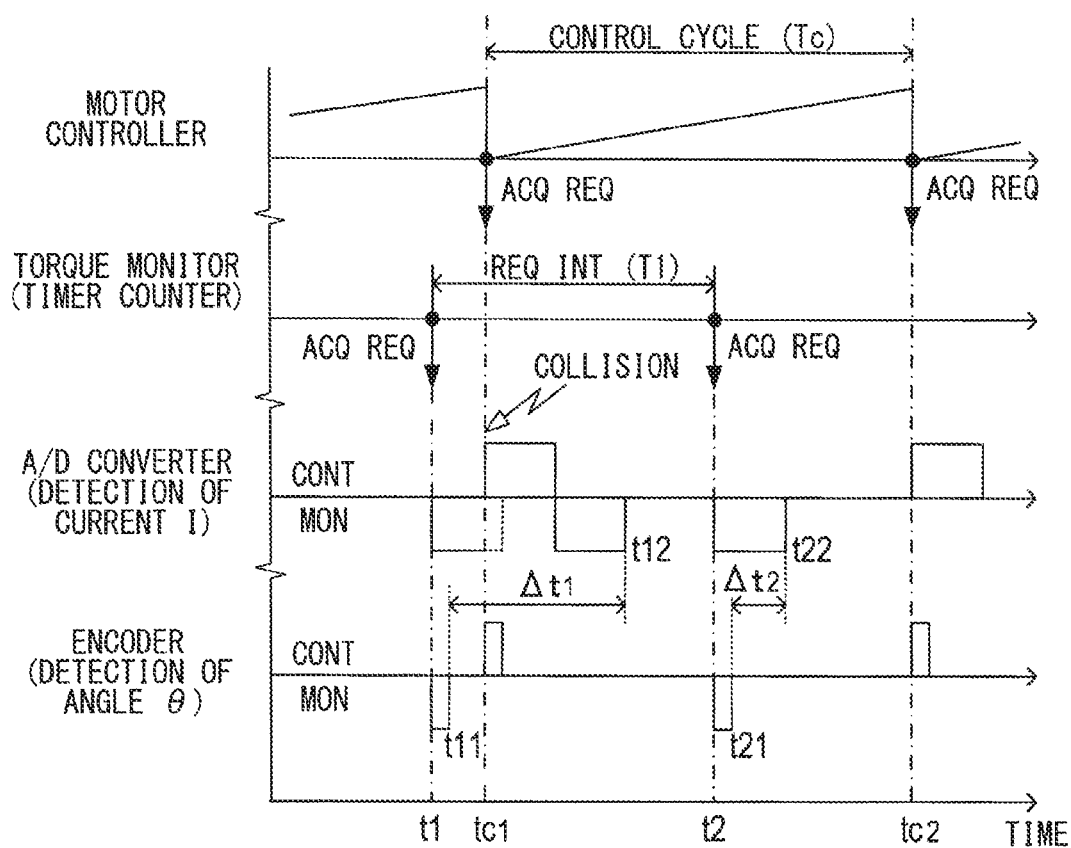 CONTROL CYCLE (Tc)
MOTOR
CONTROLLER
ACQ REQ
ACQ REQ
TORQUE MONITOR
(TIMER COUNTER)
REQ INT (T1)
ACQ REQ
ACQ REQ
COLLISION
A/D CONVERTER
(DETECTION OF
CURRENT I)
CONT
MON
t12
t22
Δt1
Δt2
ENCODER
(DETECTION OF
ANGLE θ)
CONT
MON
t11
t21
t1
tc1
t2
tc2
TIME